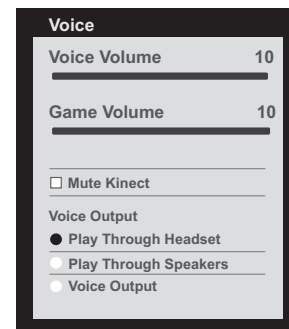 Voice
Voice Volume 10
Game Volume 10
Mute Kinect
Voice Output
Play Through Headset
Play Through Speakers
Voice Output